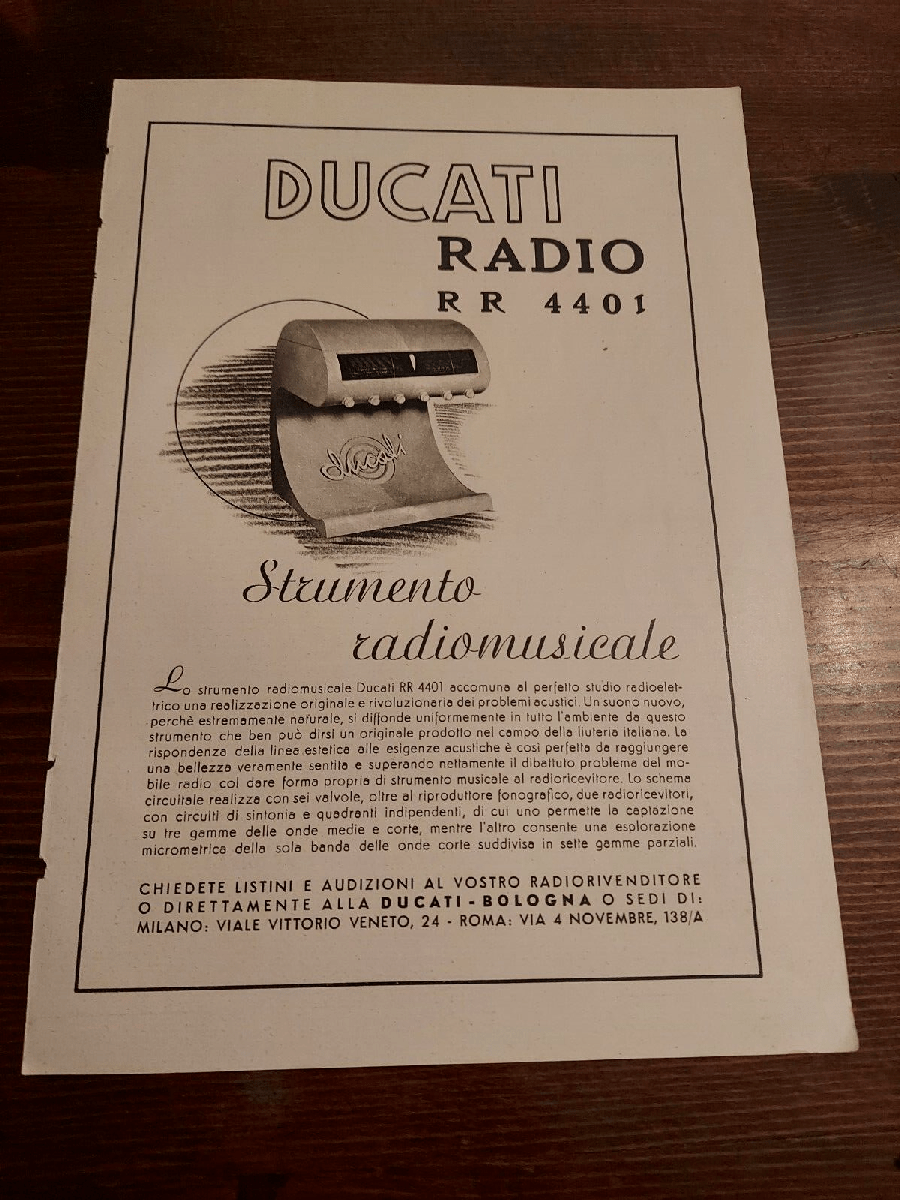 DUCATI
RADIO
RR 4401
ducati
Strumento
radiomusicale
Lo strumento radiomusicale Ducati RR 4401 accomuna al perfetto studio radioelet-
trico una realizzazione originale e rivoluzionaria dei problemi acustici. Un suono nuovo,
perchè estremamente naturale, si diffonde uniformemente in tutto l'ambiente da questo
strumento che ben può dirsi un originale prodotto nel campo della liuteria italiana. La
rispondenza della linea estetica alle esigenze acustiche è così perfetta da raggiungere
una bellezza veramente sentita e superando nettamente il dibattuto problema del mo-
bile radio col dare forma propria di strumento musicale al radioricevitore. Lo schema
circuitale realizza con sei valvole, oltre al riproduttore fonografico, due radioricevitori,
con circuiti di sintonia e quadranti indipendenti, di cui uno permette la captazione
su tre gamme delle onde medie e corte, mentre l'altro consente una esplorazione
micrometrica della sola banda delle onde corte suddivisa in sette gamme parziali.
CHIEDETE LISTINI E AUDIZIONI AL VOSTRO RADIORIVENDITORE
O DIRETTAMENTE ALLA DUCATI - BOLOGNA O SEDI DI:
MILANO: VIALE VITTORIO VENETO, 24 - ROMA: VIA 4 NOVEMBRE, 138/A